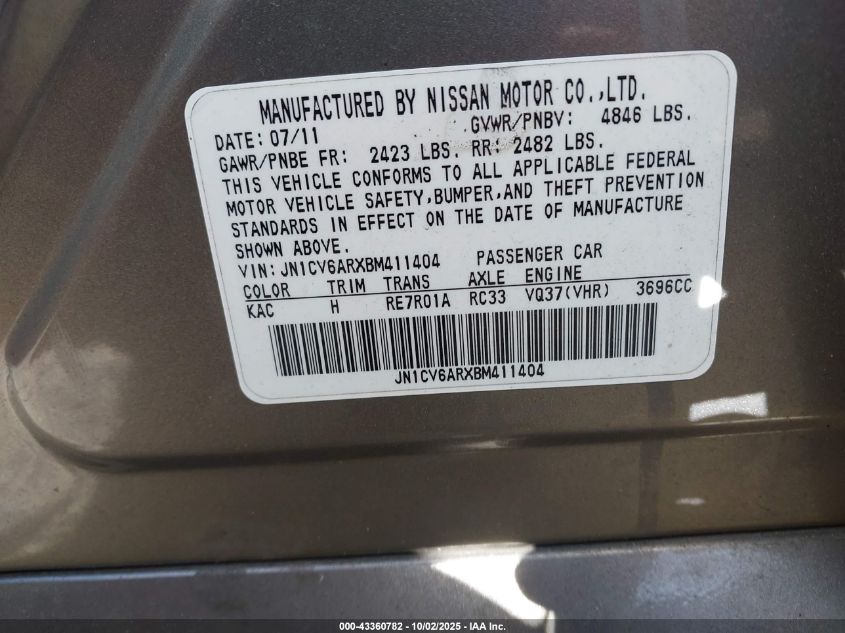 MANUFACTURED BY NISSAN MOTOR CO.,LTD.
DATE: 07/11 GVWR/PNBV: 4846 LBS.
GAWR/PNBE FR: 2423 LBS. RR: 2482 LBS.
THIS VEHICLE CONFORMS TO ALL APPLICABLE FEDERAL
MOTOR VEHICLE SAFETY,BUMPER,AND THEFT PREVENTION
STANDARDS IN EFFECT ON THE DATE OF MANUFACTURE
SHOWN ABOVE.
VIN: JN1CV6ARXBM411404 PASSENGER CAR
COLOR TRIM TRANS AXLE ENGINE
KAC H RE7R01A RC33 VQ37(VHR) 3696CC
JN1CV6ARXBM411404
000-43360782 - 10/02/2025 - IAA Inc.